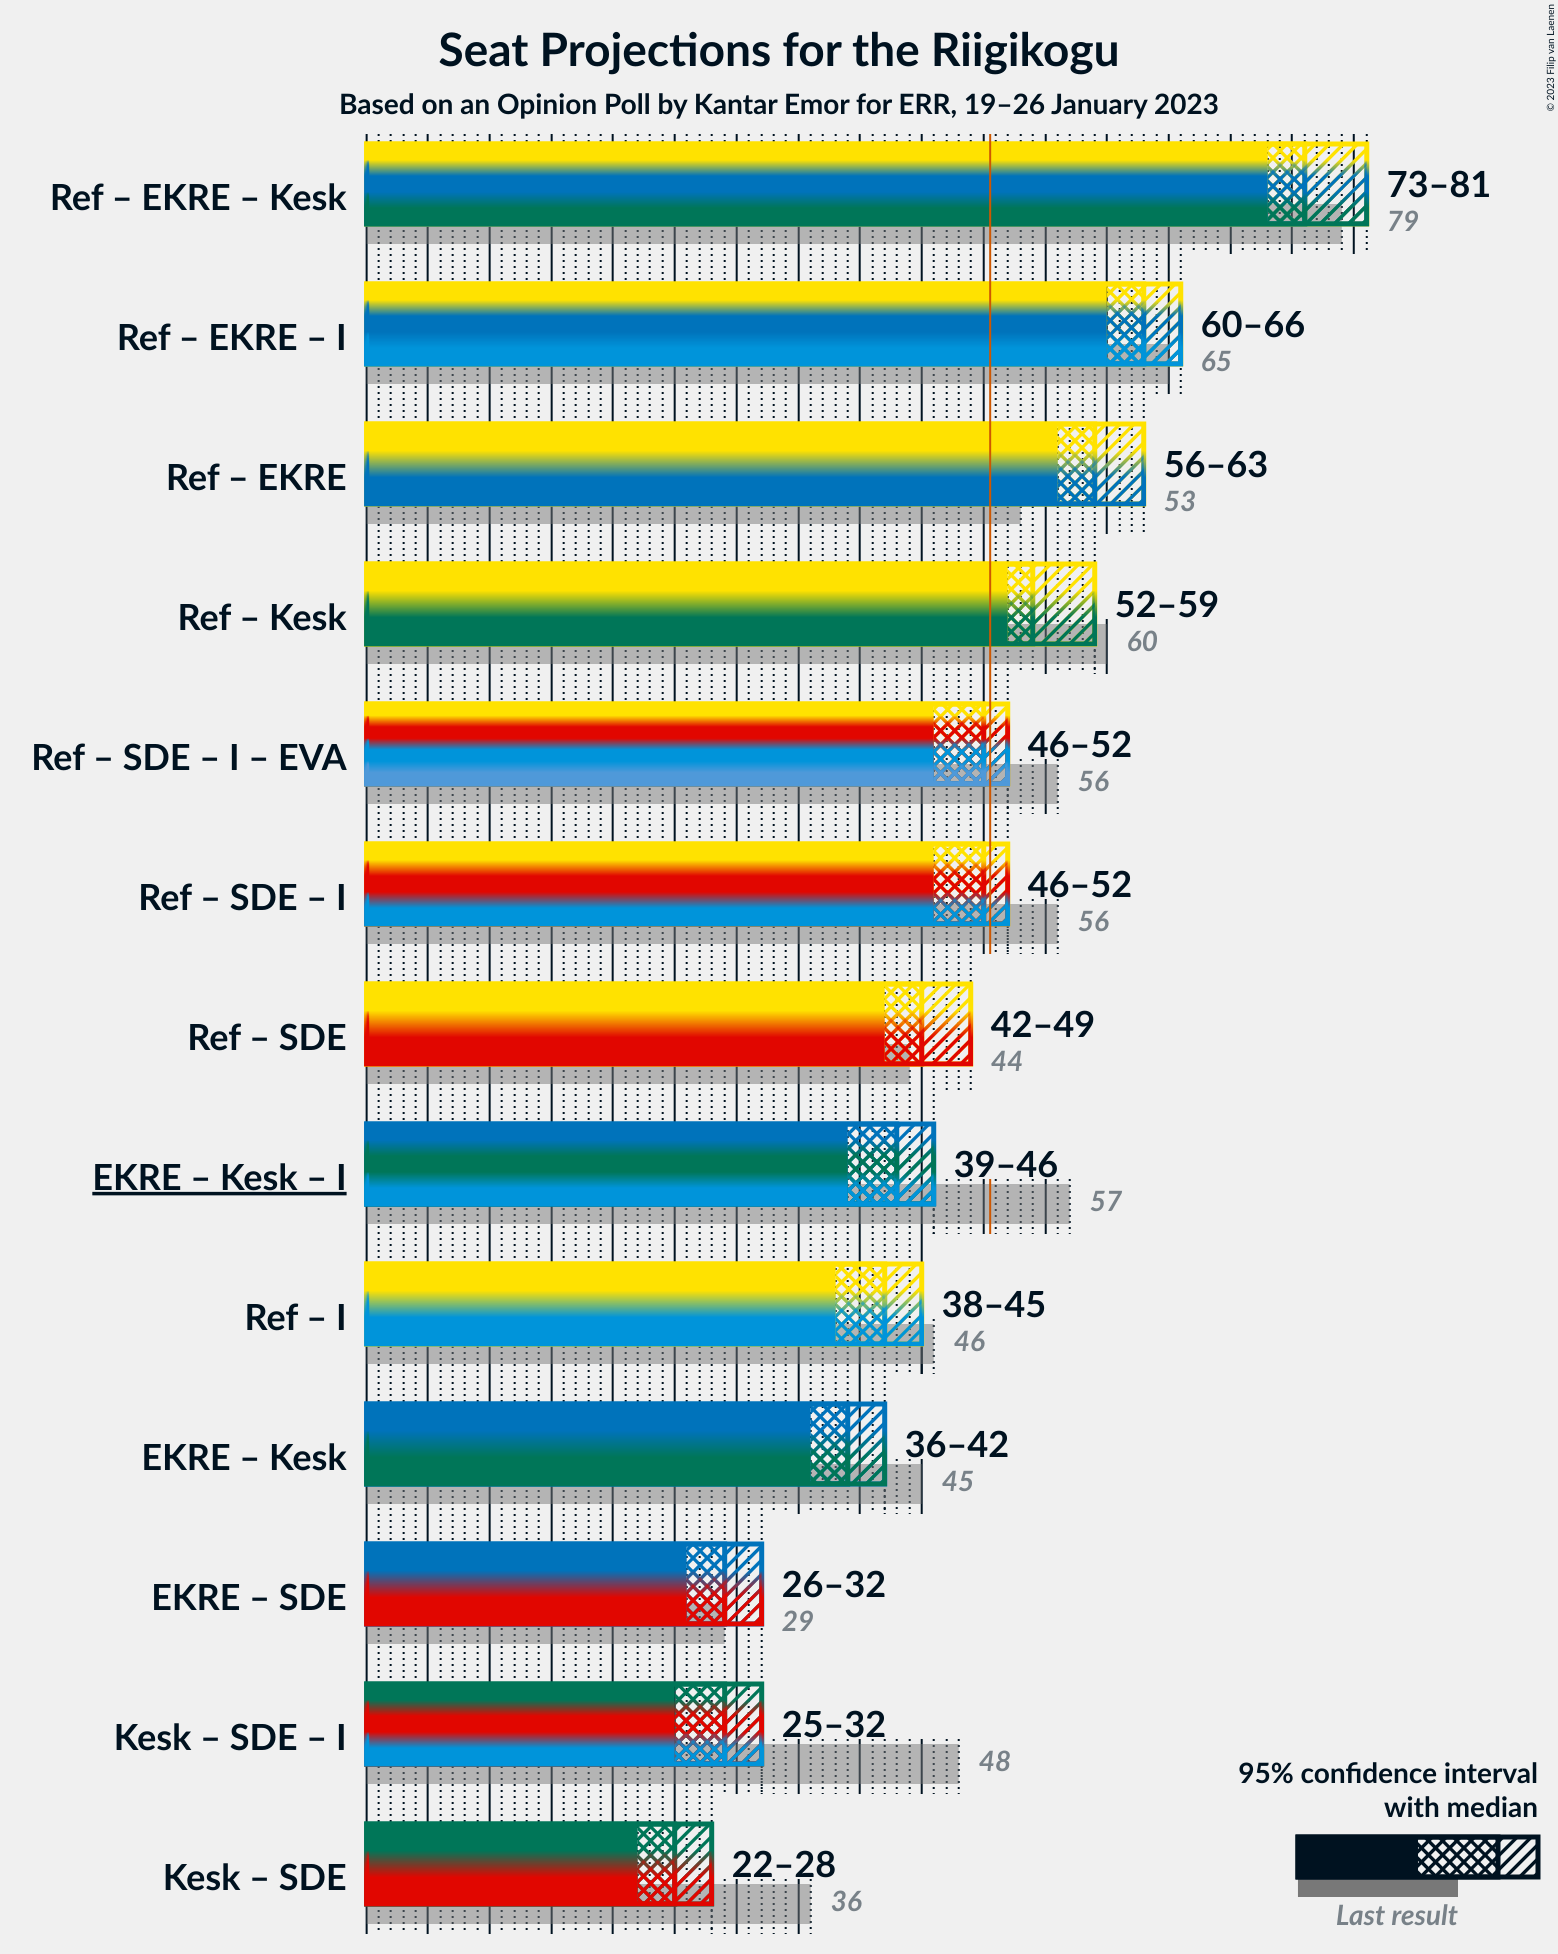 Seat Projections for the Riigikogu
Based on an Opinion Poll by Kantar Emor for ERR, 19–26 January 2023
© 2023 Filip van Laenen
Ref – EKRE – Kesk
73–81
79
Ref – EKRE – I
60–66
65
Ref – EKRE
56–63
53
Ref – Kesk
52–59
60
Ref – SDE – I – EVA
46–52
56
Ref – SDE – I
46–52
56
Ref – SDE
42–49
44
EKRE – Kesk – I
39–46
57
Ref – I
38–45
46
EKRE – Kesk
36–42
45
EKRE – SDE
26–32
29
Kesk – SDE – I
25–32
48
Kesk – SDE
22–28
36
95% confidence interval
with median
Last result